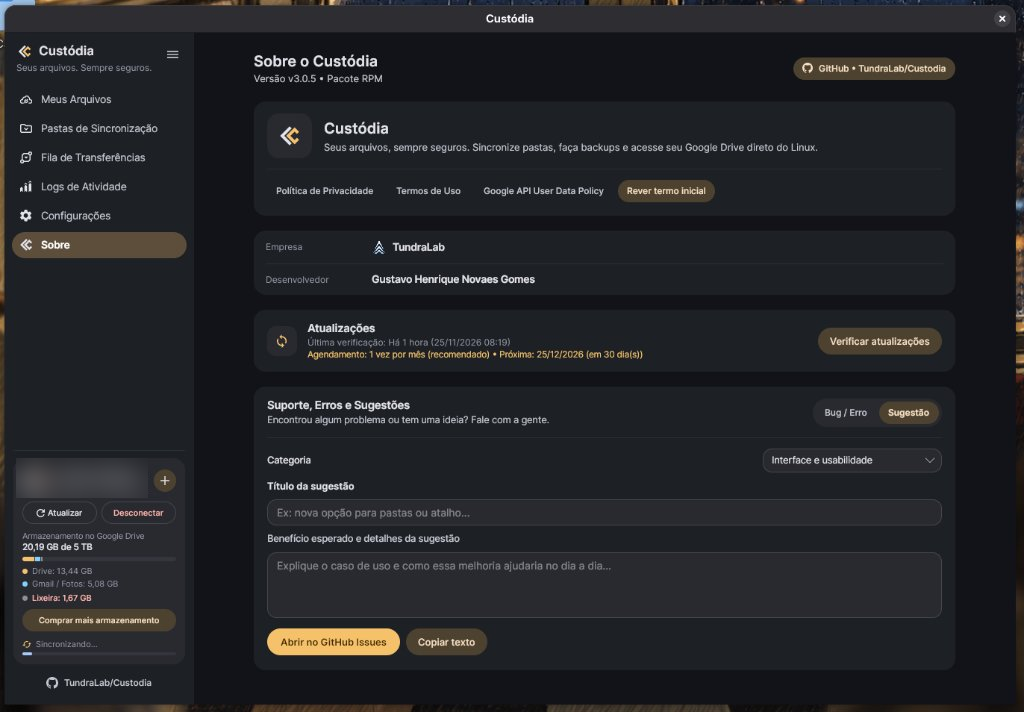 Custódia
Custódia
Seus arquivos. Sempre seguros.
Meus Arquivos
Pastas de Sincronização
Fila de Transferências
Logs de Atividade
Configurações
Sobre
Atualizar
Desconectar
Armazenamento no Google Drive
20,19 GB de 5 TB
Drive: 13,44 GB
Gmail / Fotos: 5,08 GB
Lixeira: 1,67 GB
Comprar mais armazenamento
Sincronizando...
TundraLab/Custodia
Sobre o Custódia
Versão v3.0.5 • Pacote RPM
GitHub • TundraLab/Custodia
Custódia
Seus arquivos, sempre seguros. Sincronize pastas, faça backups e acesse seu Google Drive direto do Linux.
Política de Privacidade
Termos de Uso
Google API User Data Policy
Rever termo inicial
Empresa
TundraLab
Desenvolvedor
Gustavo Henrique Novaes Gomes
Atualizações
Última verificação: Há 1 hora (25/11/2026 08:19)
Agendamento: 1 vez por mês (recomendado) • Próxima: 25/12/2026 (em 30 dia(s))
Verificar atualizações
Suporte, Erros e Sugestões
Encontrou algum problema ou tem uma ideia? Fale com a gente.
Bug / Erro
Sugestão
Categoria
Interface e usabilidade
Título da sugestão
Ex: nova opção para pastas ou atalho...
Benefício esperado e detalhes da sugestão
Explique o caso de uso e como essa melhoria ajudaria no dia a dia...
Abrir no GitHub Issues
Copiar texto